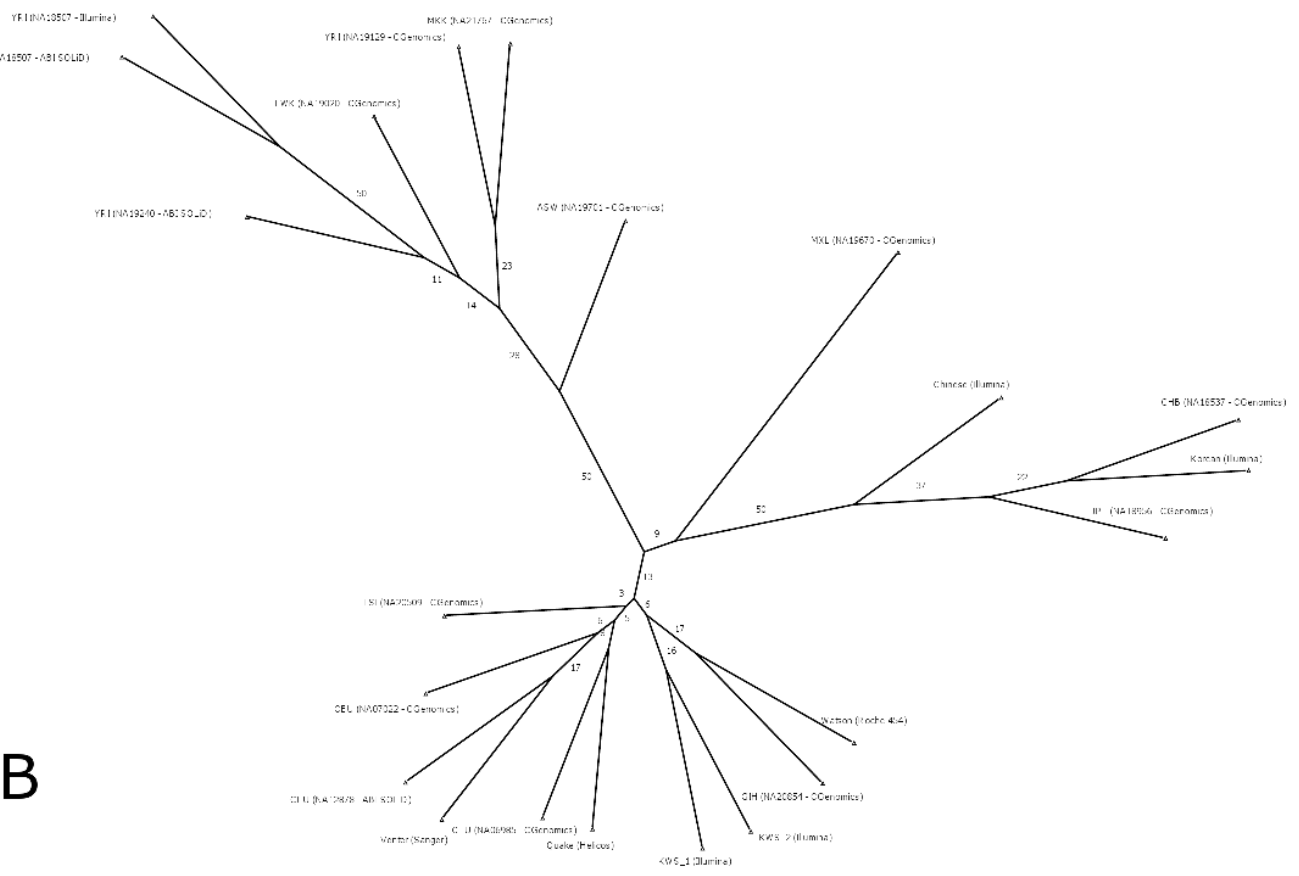 YRI (NA18507 - Illumina)
MKK (NA21767 - CGenomics)
YRI (NA19129 - CGenomics)
A18507 - ABI SOLiD)
LWK (NA19020 - CGenomics)
50
YRI (NA19240 - ABI SOLiD)
ASW (NA19701 - CGenomics)
MXL (NA19670 - CGenomics)
23
11
14
28
Chinese (Illumina)
CHB (NA18537 - CGenomics)
Korean (Illumina)
50
37
22
50
JPT (NA18956 - CGenomics)
9
13
3
6
TSI (NA20509 - CGenomics)
6
5
17
16
17
CEU (NA07022 - CGenomics)
Watson (Roche 454)
B
CEU (NA12878 - ABI SOLiD)
GIH (NA20854 - CGenomics)
Venter (Sanger)
CEU (NA06985 - CGenomics)
Quake (Helicos)
KWS_2 (Illumina)
KWS_1 (Illumina)